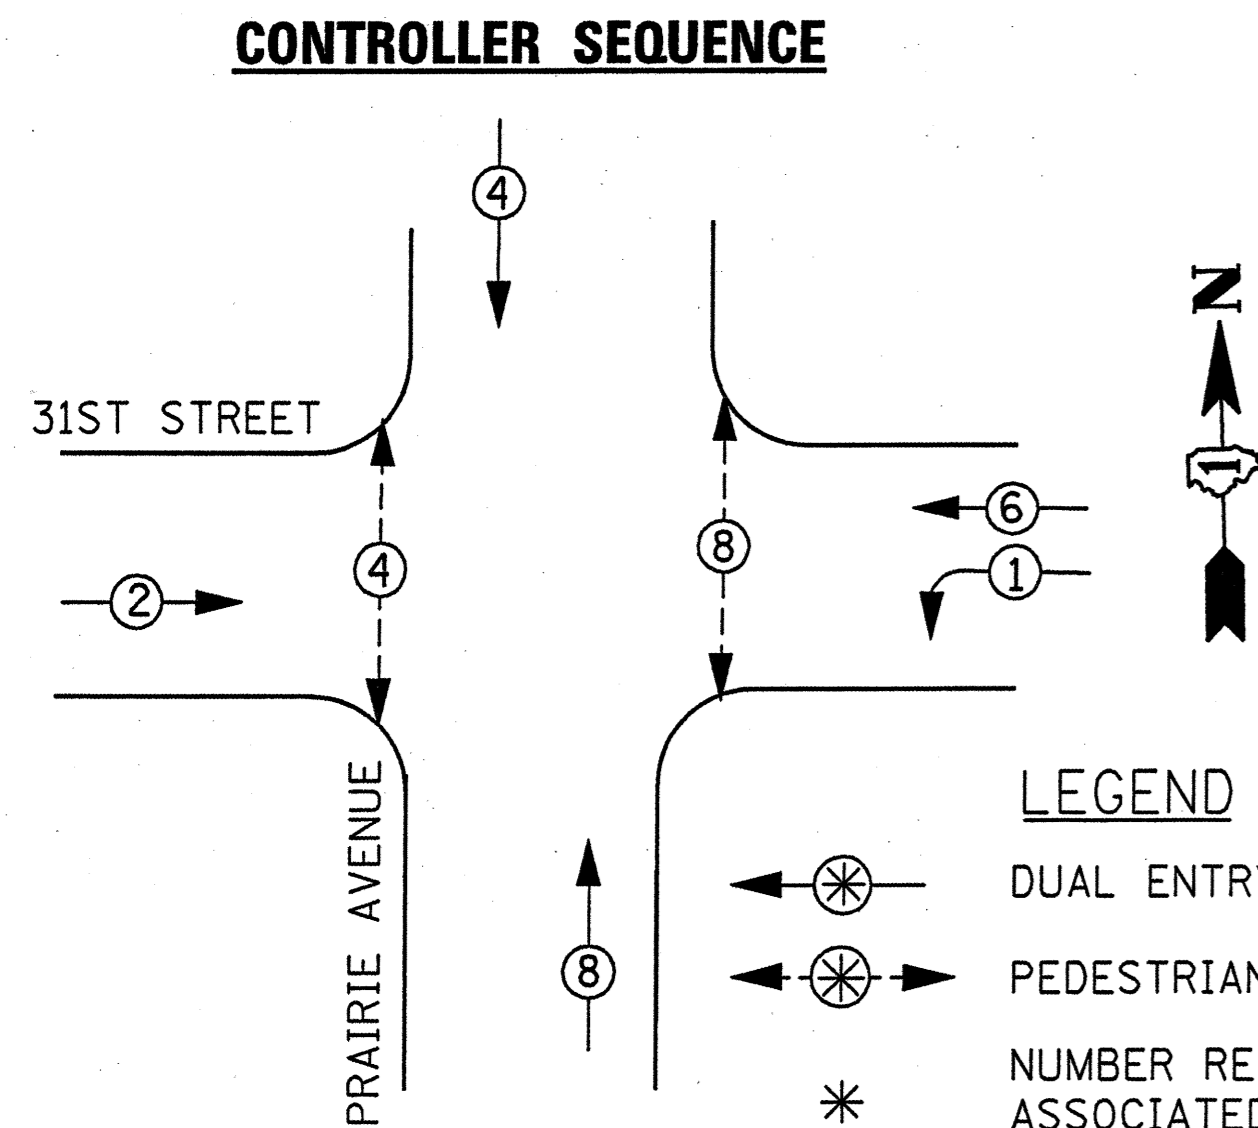 CONTROLLER SEQUENCE
4
N
31ST STREET
6
8
4
1
2
1
PRAIRIE AVENUE
LEGEND
DUAL ENTRY
8
PEDESTRIAN
NUMBER RE
ASSOCIATED